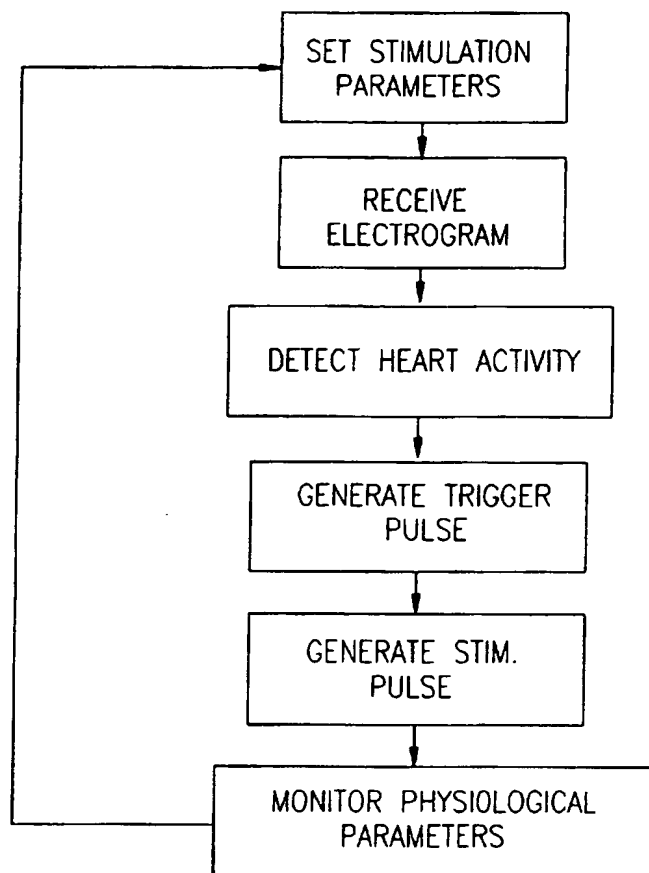 SET STIMULATION
PARAMETERS
RECEIVE
ELECTROGRAM
DETECT HEART ACTIVITY
GENERATE TRIGGER
PULSE
GENERATE STIM.
PULSE
MONITOR PHYSIOLOGICAL
PARAMETERS